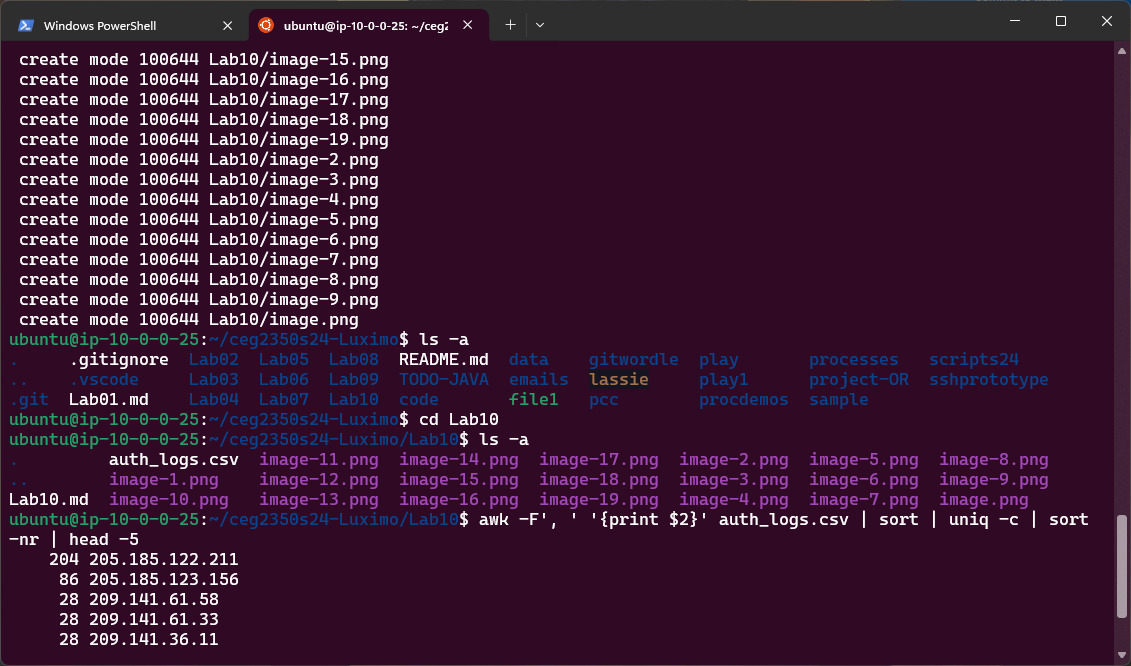 Windows PowerShell
ubuntu@ip-10-0-0-25: ~/ceg2
create mode 100644 Lab10/image-15.png
create mode 100644 Lab10/image-16.png
create mode 100644 Lab10/image-17.png
create mode 100644 Lab10/image-18.png
create mode 100644 Lab10/image-19.png
create mode 100644 Lab10/image-2.png
create mode 100644 Lab10/image-3.png
create mode 100644 Lab10/image-4.png
create mode 100644 Lab10/image-5.png
create mode 100644 Lab10/image-6.png
create mode 100644 Lab10/image-7.png
create mode 100644 Lab10/image-8.png
create mode 100644 Lab10/image-9.png
create mode 100644 Lab10/image.png
ubuntu@ip-10-0-0-25:~/ceg2350s24-Luximo$ ls -a
. .gitignore Lab02 Lab05 Lab08 README.md data gitwordle play processes scripts24
.. .vscode Lab03 Lab06 Lab09 TODO-JAVA emails lassie play1 project-OR sshprototype
.git Lab01.md Lab04 Lab07 Lab10 code file1 pcc procdemos sample
ubuntu@ip-10-0-0-25:~/ceg2350s24-Luximo$ cd Lab10
ubuntu@ip-10-0-0-25:~/ceg2350s24-Luximo/Lab10$ ls -a
. auth_logs.csv image-11.png image-14.png image-17.png image-2.png image-5.png image-8.png
.. image-1.png image-12.png image-15.png image-18.png image-3.png image-6.png image-9.png
Lab10.md image-10.png image-13.png image-16.png image-19.png image-4.png image-7.png image.png
ubuntu@ip-10-0-0-25:~/ceg2350s24-Luximo/Lab10$ awk -F', ' '{print $2}' auth_logs.csv | sort | uniq -c | sort
-nr | head -5
204 205.185.122.211
86 205.185.123.156
28 209.141.61.58
28 209.141.61.33
28 209.141.36.11